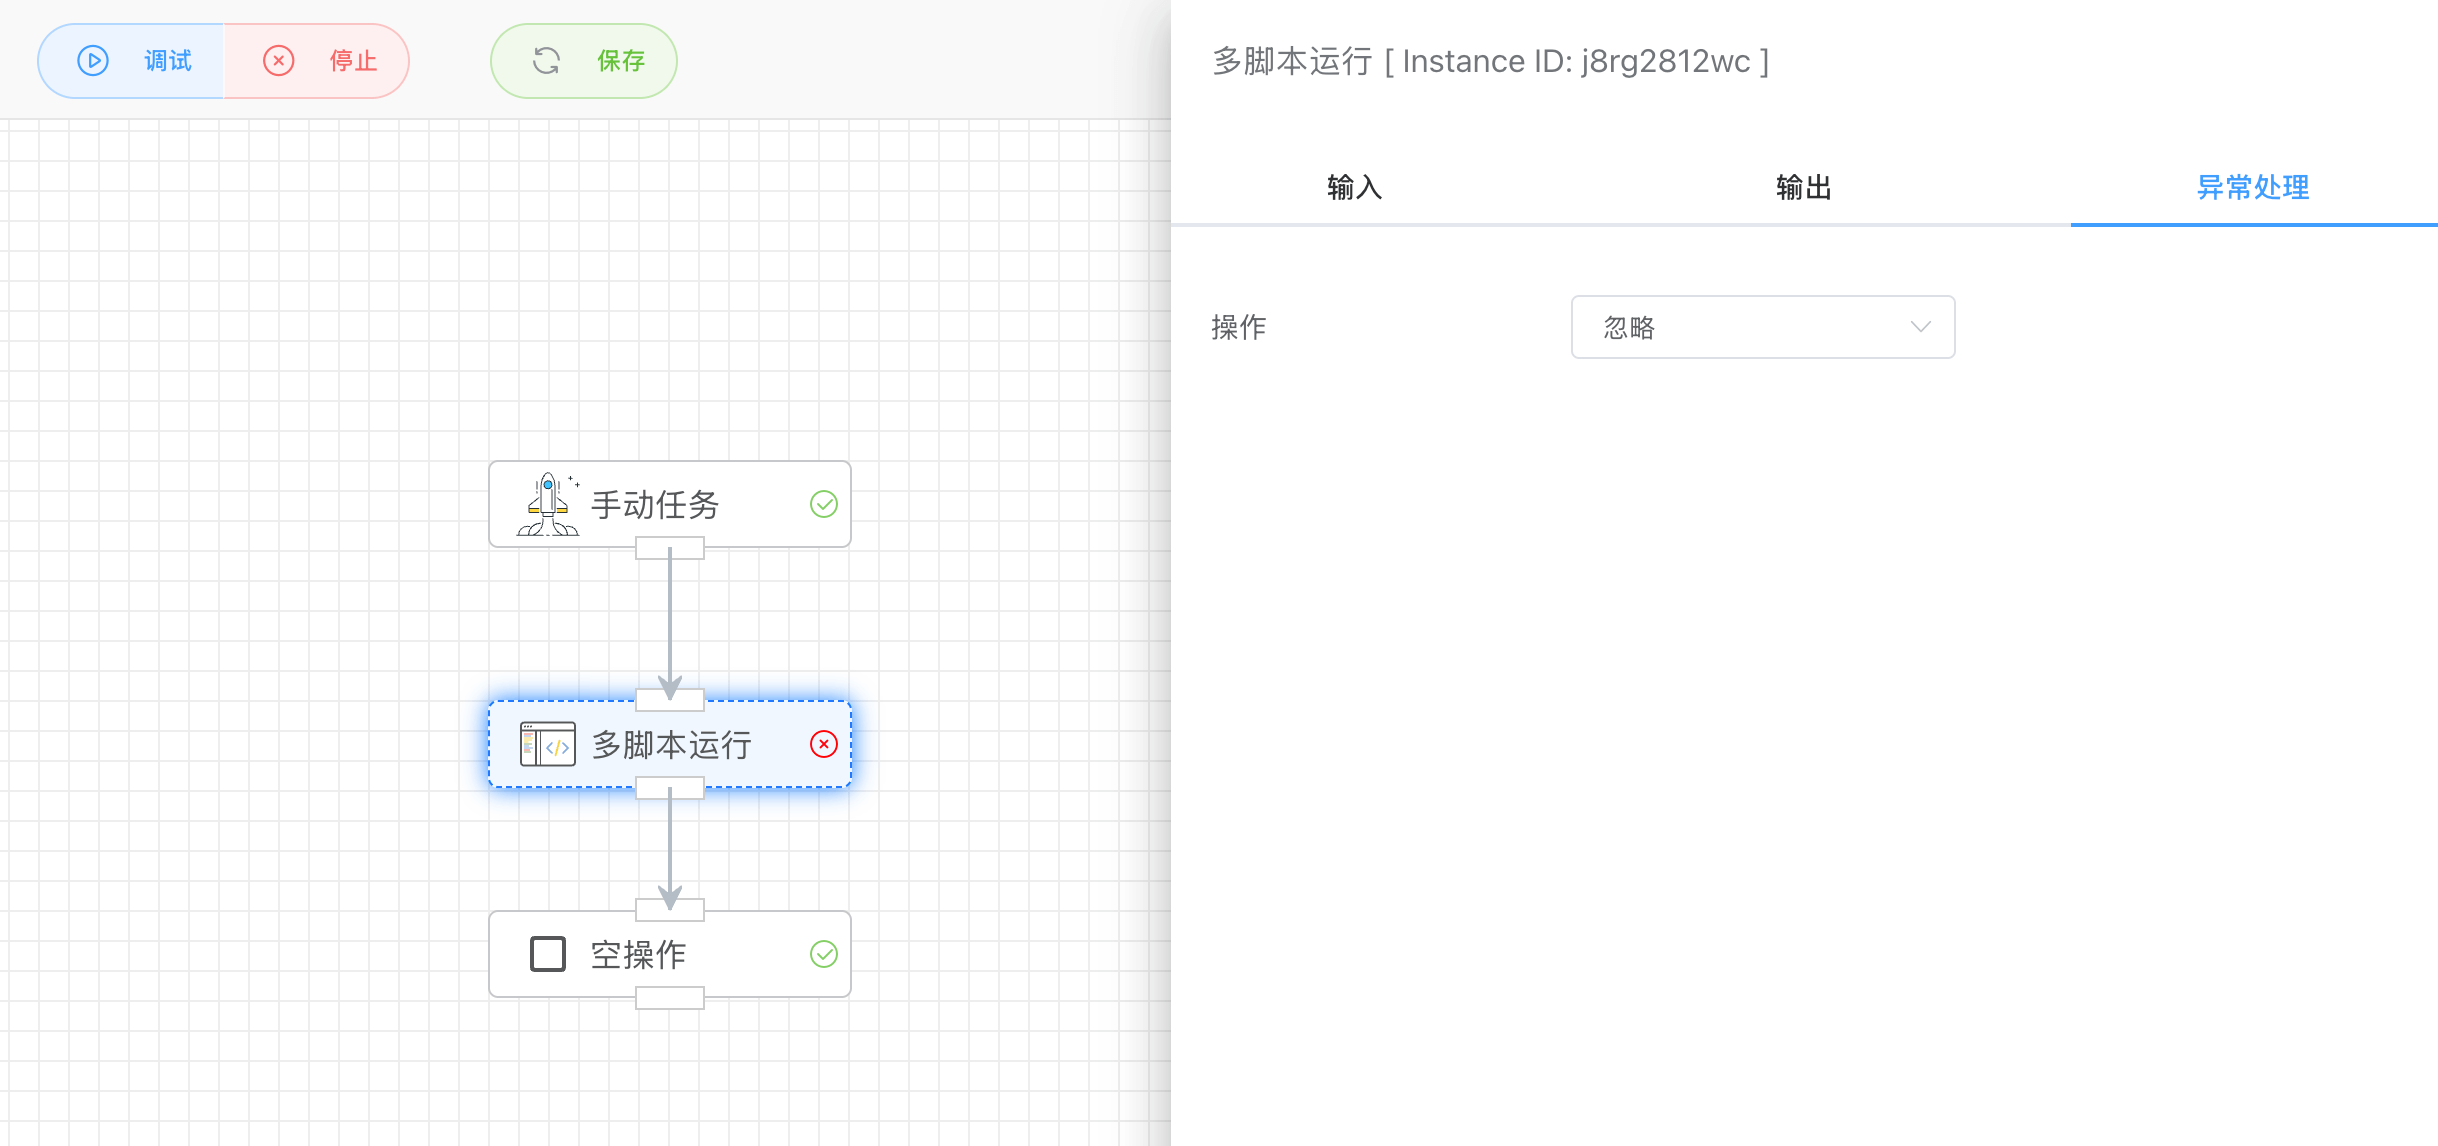 调试
停止
保存
多脚本运行 [ Instance ID: j8rg2812wc ]
输入
输出
异常处理
操作
忽略
手动任务
多脚本运行
空操作